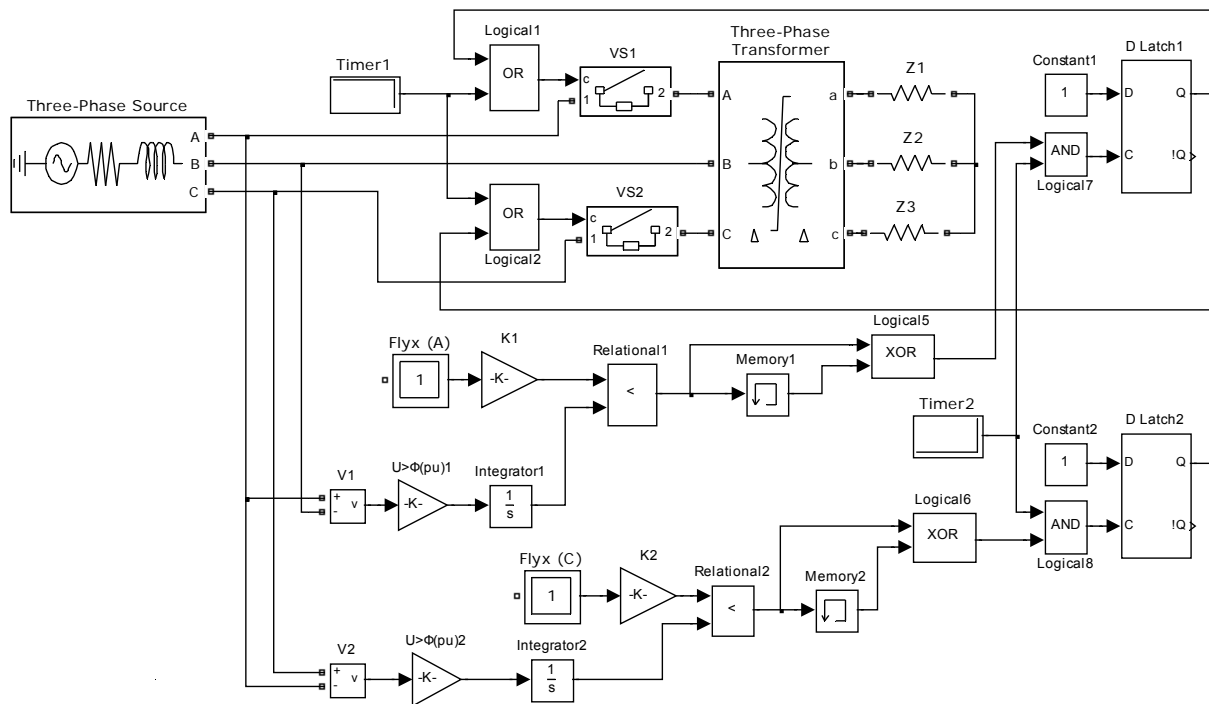 Three-Phase Source
A
B
C
Timer1
Logical1
OR
VS1
c
1
2
Three-Phase
Transformer
A
B
C
a
b
c
Δ
Δ
Z1
Z2
Z3
Constant1
1
D Latch1
D
Q
C
!Q
AND
Logical7
OR
Logical2
VS2
c
1
2
Flyx (A)
1
K1
-K-
Relational1
<
Memory1
Logical5
XOR
Timer2
Constant2
1
D Latch2
D
Q
C
!Q
AND
Logical8
V1
+
-
v
U>Φ(pu)1
-K-
Integrator1
1
s
Logical6
XOR
Flyx (C)
1
K2
-K-
Relational2
<
Memory2
V2
+
-
v
U>Φ(pu)2
-K-
Integrator2
1
s